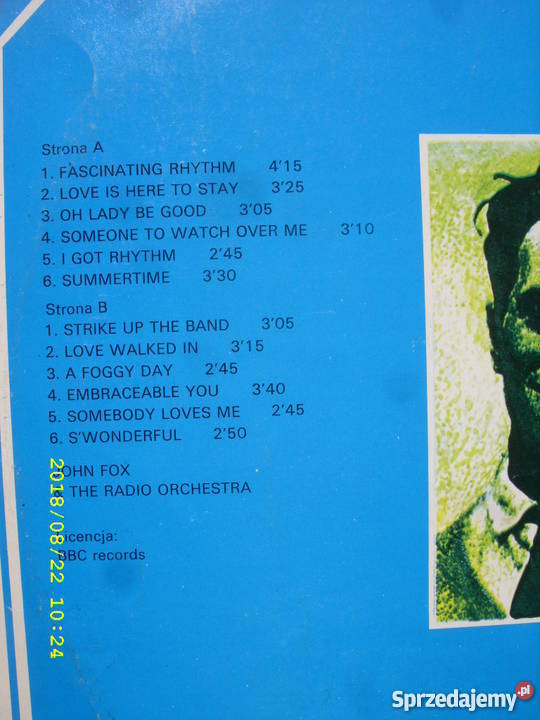 Strona A
1. FASCINATING RHYTHM 4'15
2. LOVE IS HERE TO STAY 3'25
3. OH LADY BE GOOD 3'05
4. SOMEONE TO WATCH OVER ME 3'10
5. I GOT RHYTHM 2'45
6. SUMMERTIME 3'30
Strona B
1. STRIKE UP THE BAND 3'05
2. LOVE WALKED IN 3'15
3. A FOGGY DAY 2'45
4. EMBRACEABLE YOU 3'40
5. SOMEBODY LOVES ME 2'45
6. S'WONDERFUL 2'50
JOHN FOX
& THE RADIO ORCHESTRA
Licencja:
BBC records
2018/08/22 10:24
Sprzedajemy.pl